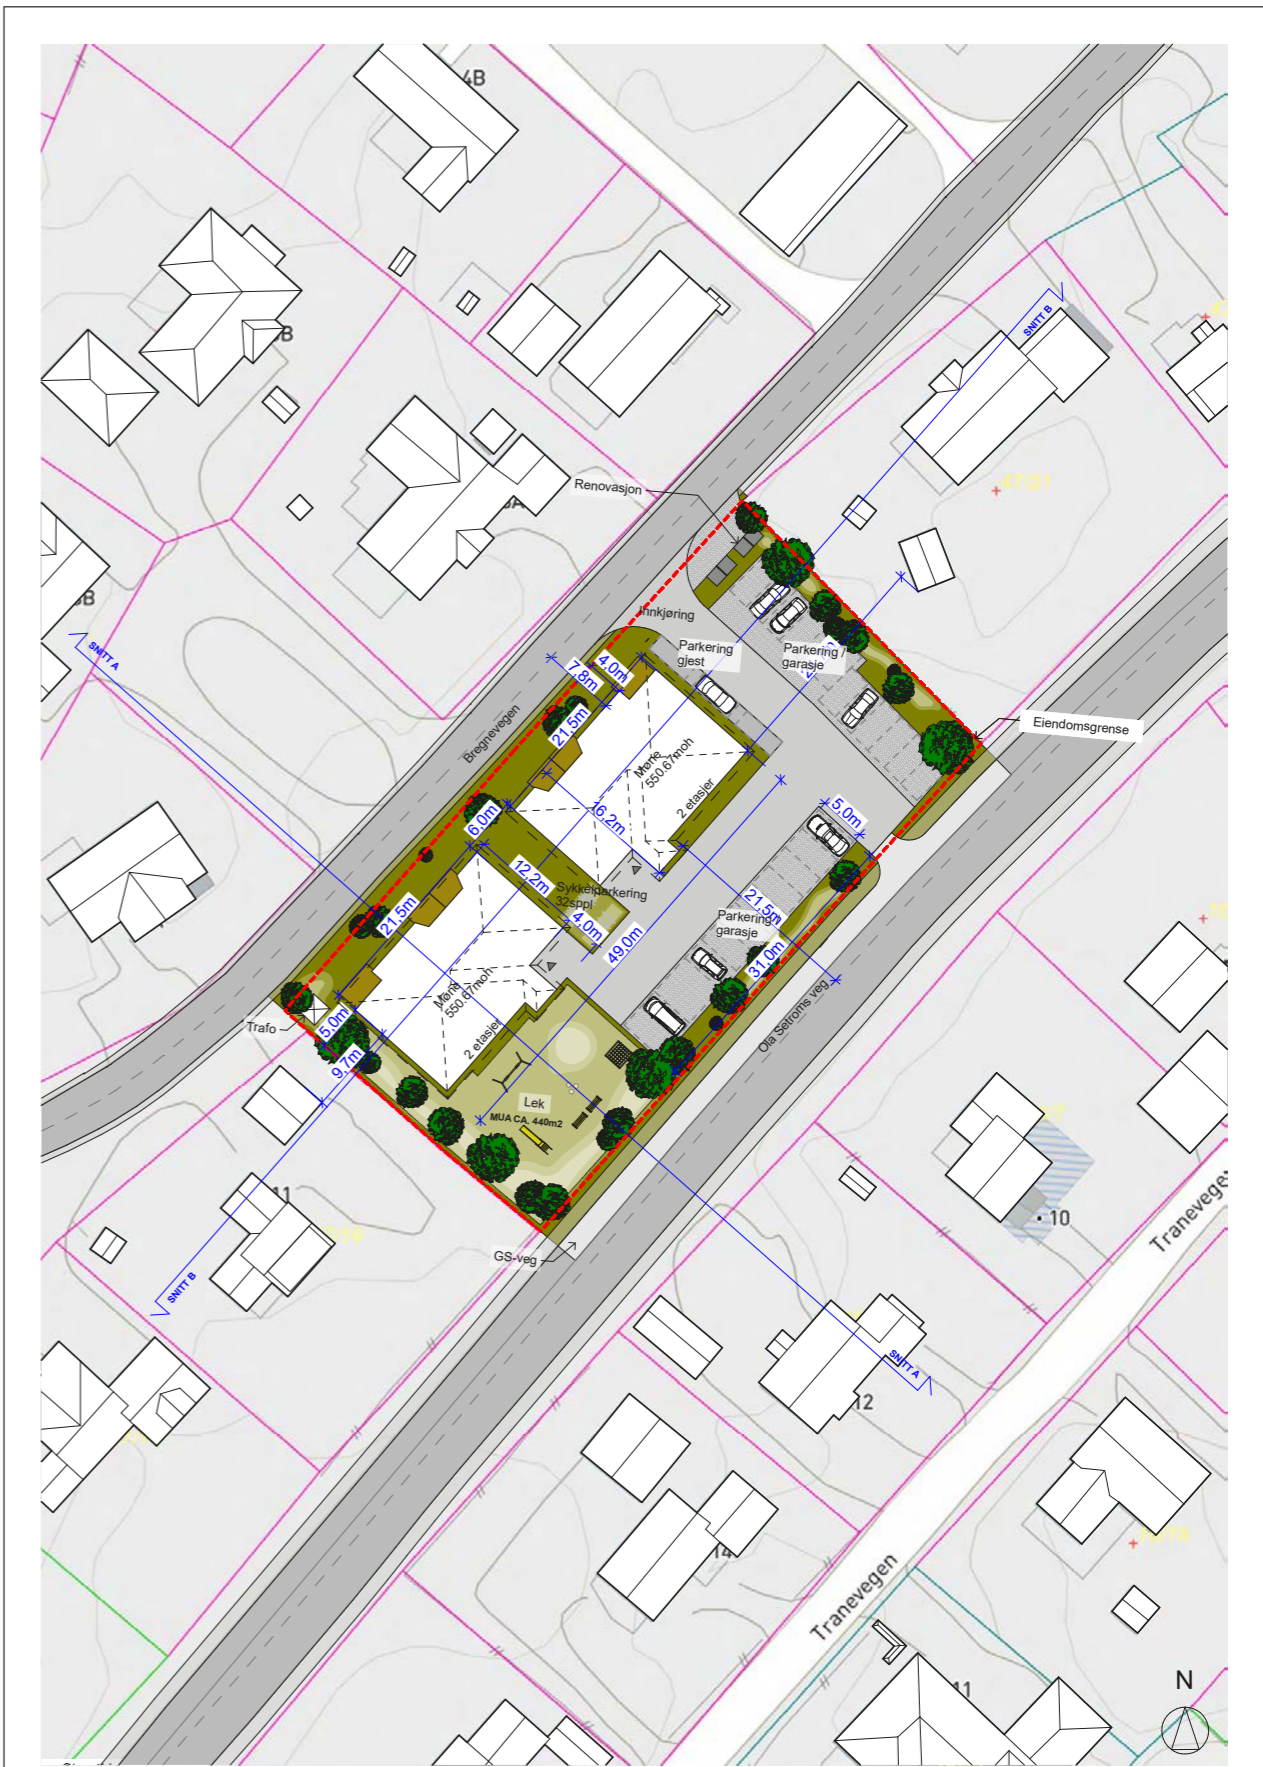 4B
SNITT B
47/21
Renovasjon
SNITT A
Innkjøring
Parkering
gjest
Parkering /
garasje
4,0m
7,8m
21,5m
Bregnevegen
Eiendomsgrense
Møne
550.67moh
2 etasjer
16,2m
6,0m
5,0m
12,2m
Sykkelparkering
32sppl
21,5m
4,0m
49,0m
Parkering
garasje
21,5m
31,0m
Møne
550.67moh
2 etasjer
Trafo
5,0m
9,7m
Ola Setroms veg
Lek
MUA CA. 440m2
11
10
Tranevegen
GS-veg
SNITT B
SNITT A
12
14
Tranevegen
11
N